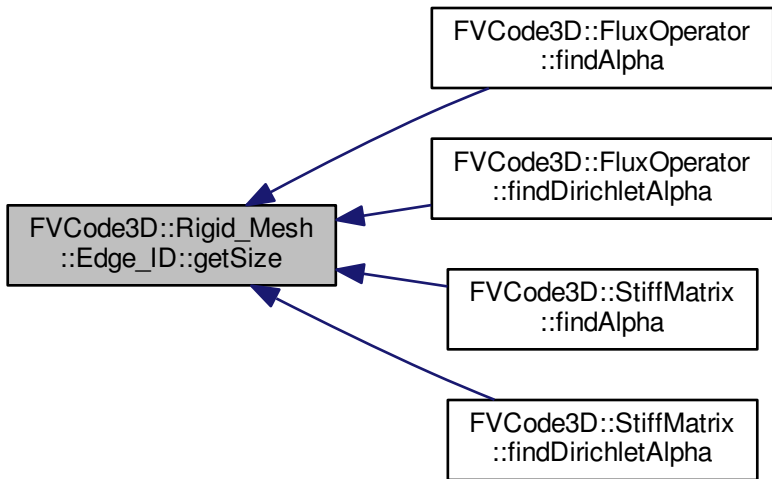 FVCode3D::FluxOperator
::findAlpha
FVCode3D::FluxOperator
::findDirichletAlpha
FVCode3D::Rigid_Mesh
::Edge_ID::getSize
FVCode3D::StiffMatrix
::findAlpha
FVCode3D::StiffMatrix
::findDirichletAlpha